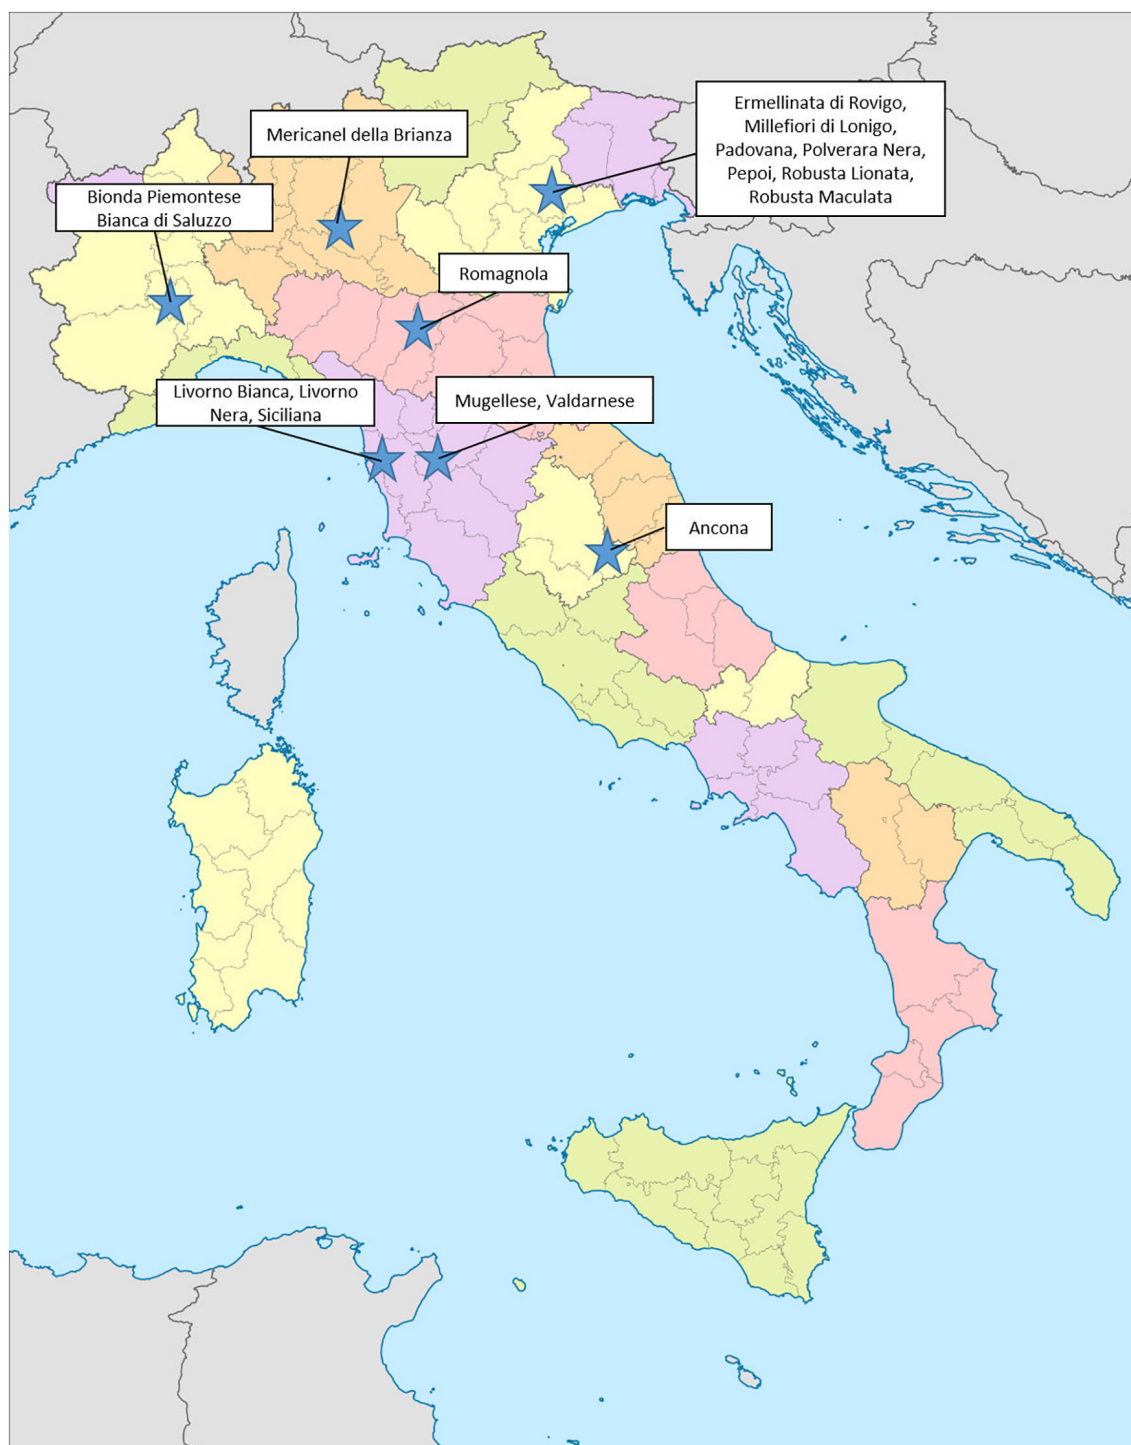 Ermellinata di Rovigo,
Millefiori di Lonigo,
Padovana, Polverara Nera,
Pepoi, Robusta Lionata,
Robusta Maculata
Mericanel della Brianza
Bionda Piemontese
Bianca di Saluzzo
Romagnola
Livorno Bianca, Livorno
Nera, Siciliana
Mugellese, Valdarnese
Ancona